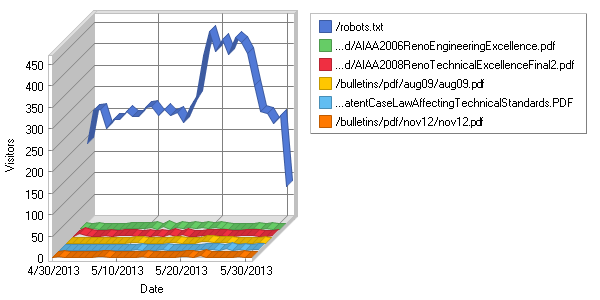 Visitors
450
400
350
300
250
200
150
100
50
0
4/30/2013 5/10/2013 5/20/2013 5/30/2013
Date
/robots.txt
...d/AIAA2006RenoEngineeringExcellence.pdf
...d/AIAA2008RenoTechnicalExcellenceFinal2.pdf
/bulletins/pdf/aug09/aug09.pdf
...atentCaseLawAffectingTechnicalStandards.PDF
/bulletins/pdf/nov12/nov12.pdf